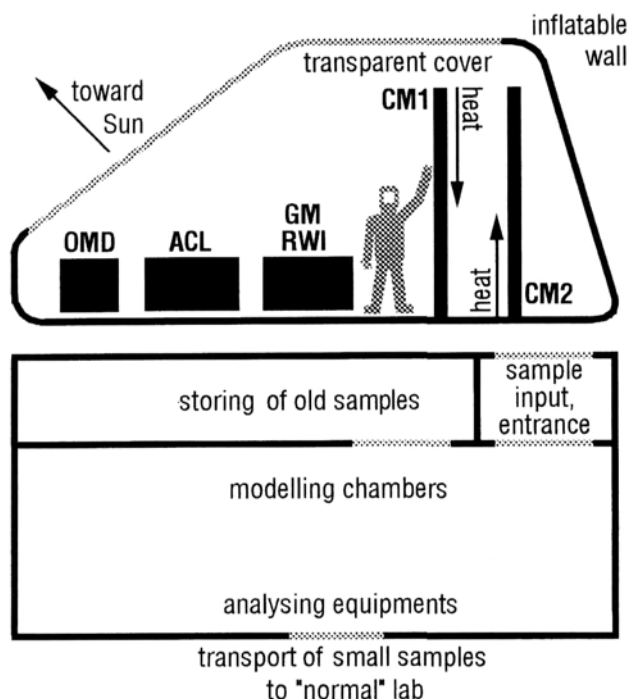 inflatable
wall
transparent cover
toward
Sun
CM1
heat
GM
RWI
OMD
ACL
heat
CM2
storing of old samples
sample
input,
entrance
modelling chambers
analysing equipments
transport of small samples
to "normal" lab